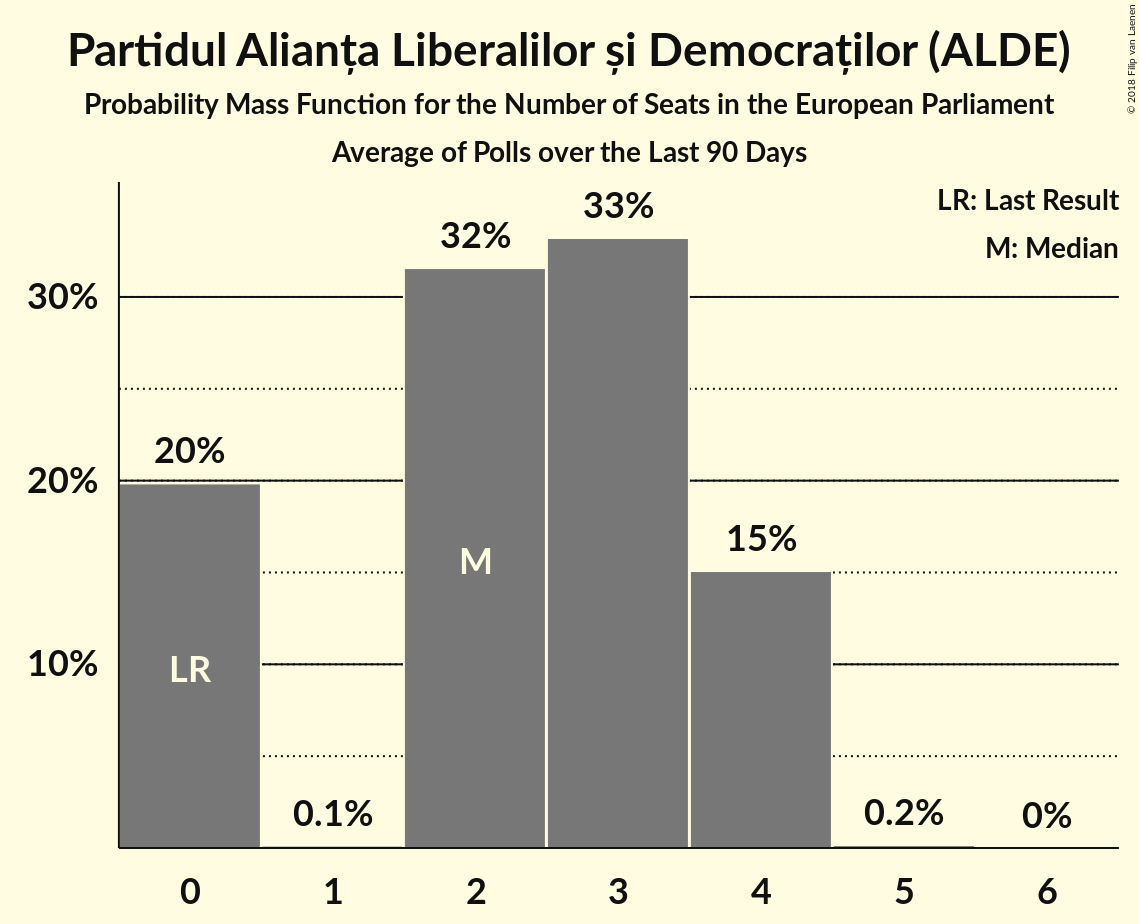 Partidul Alianța Liberalilor și Democraților (ALDE)
Probability Mass Function for the Number of Seats in the European Parliament
Average of Polls over the Last 90 Days
© 2018 Filip van Laenen
LR: Last Result
M: Median
33%
32%
30%
20%
20%
15%
M
10%
LR
0.1%
0.2%
0%
0 1 2 3 4 5 6